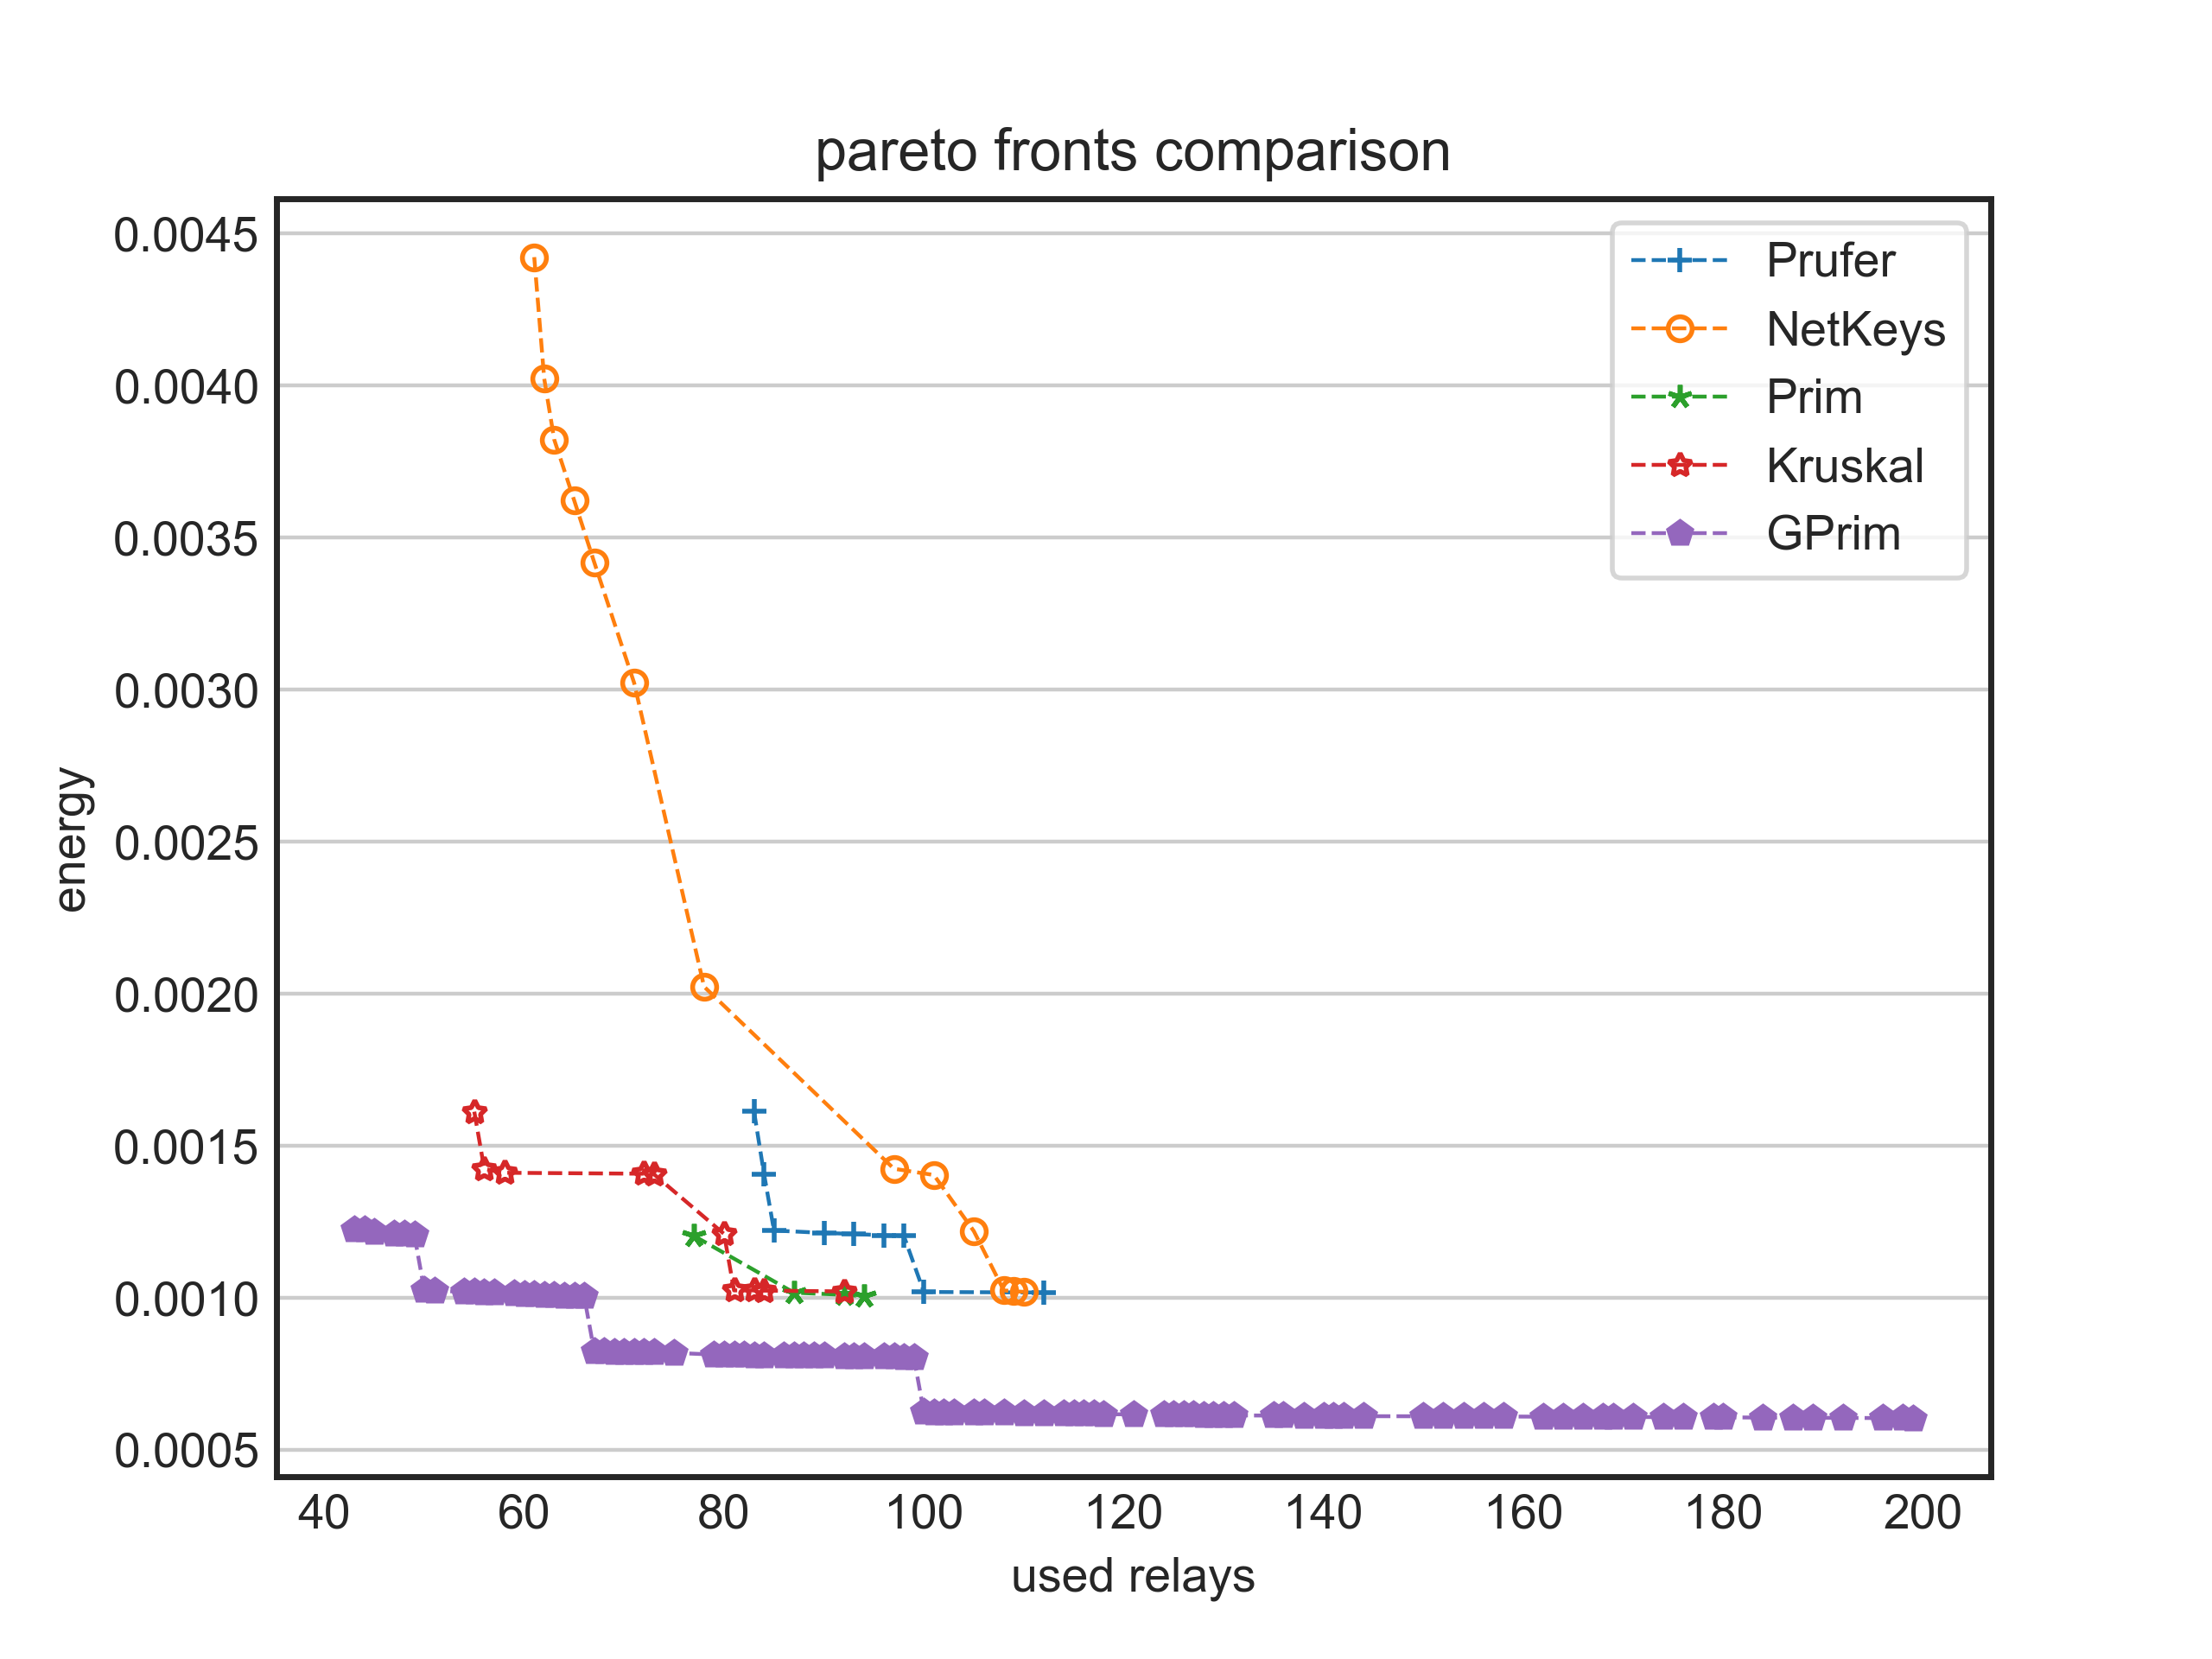 pareto fronts comparison
0.0045
0.0040
0.0035
0.0030
0.0025
0.0020
0.0015
0.0010
0.0005
energy
Prufer
NetKeys
Prim
Kruskal
GPrim
40 60 80 100 120 140 160 180 200
used relays